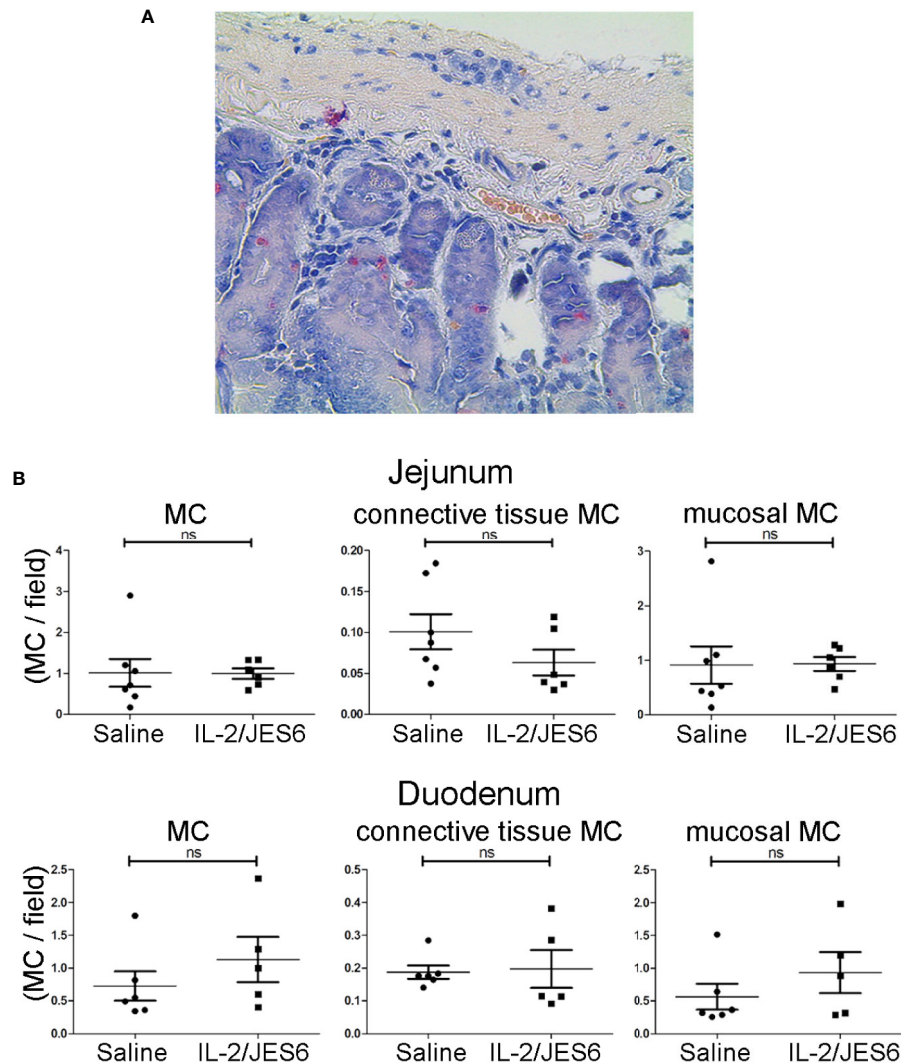 A
B
Jejunum
MC connective tissue MC mucosal MC
ns ns ns
(MC / field)
4 3 2 1 0
0.20 0.15 0.10 0.05 0.00
3 2 1 0
Saline IL-2/JES6 Saline IL-2/JES6 Saline IL-2/JES6
Duodenum
MC connective tissue MC mucosal MC
ns ns ns
(MC / field)
2.5 2.0 1.5 1.0 0.5 0.0
0.5 0.4 0.3 0.2 0.1 0.0
2.5 2.0 1.5 1.0 0.5 0.0
Saline IL-2/JES6 Saline IL-2/JES6 Saline IL-2/JES6